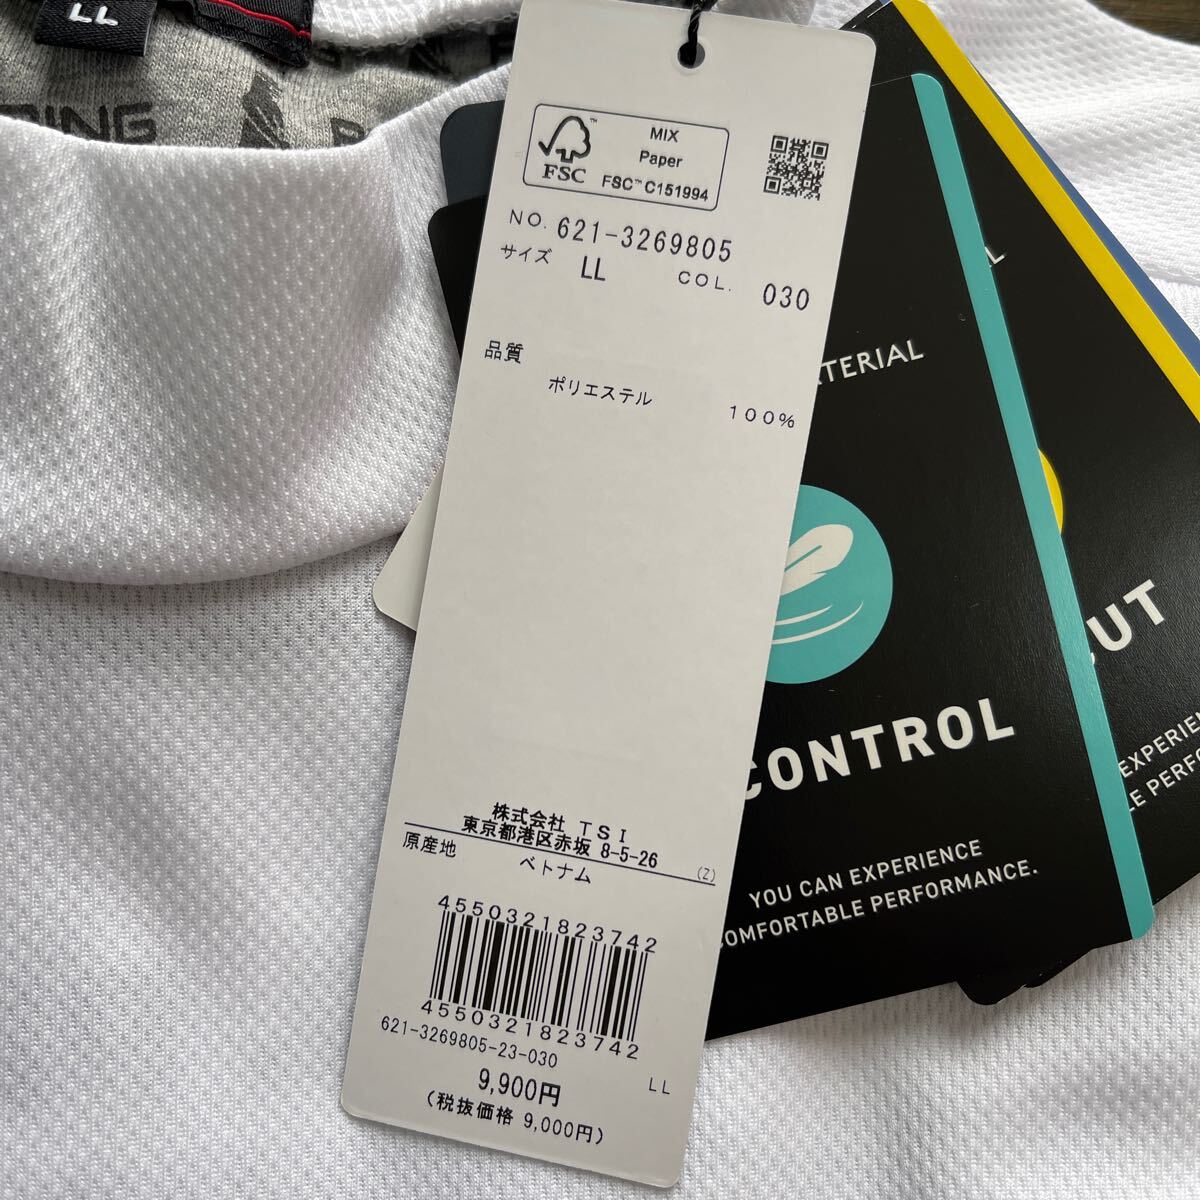 LL
MIX
Paper
FSC™ C151994
FSC
NO. 621-3269805
サイズ LL COL. 030
品質
ポリエステル 100%
株式会社 TSI
東京都港区赤坂 8-5-26
(Z)
原産地 ベトナム
4550321823742
4550321823742
621-3269805-23-030
LL
9,900円
(税抜価格 9,000円)
CONTROL
YOU CAN EXPERIENCE
COMFORTABLE PERFORMANCE.